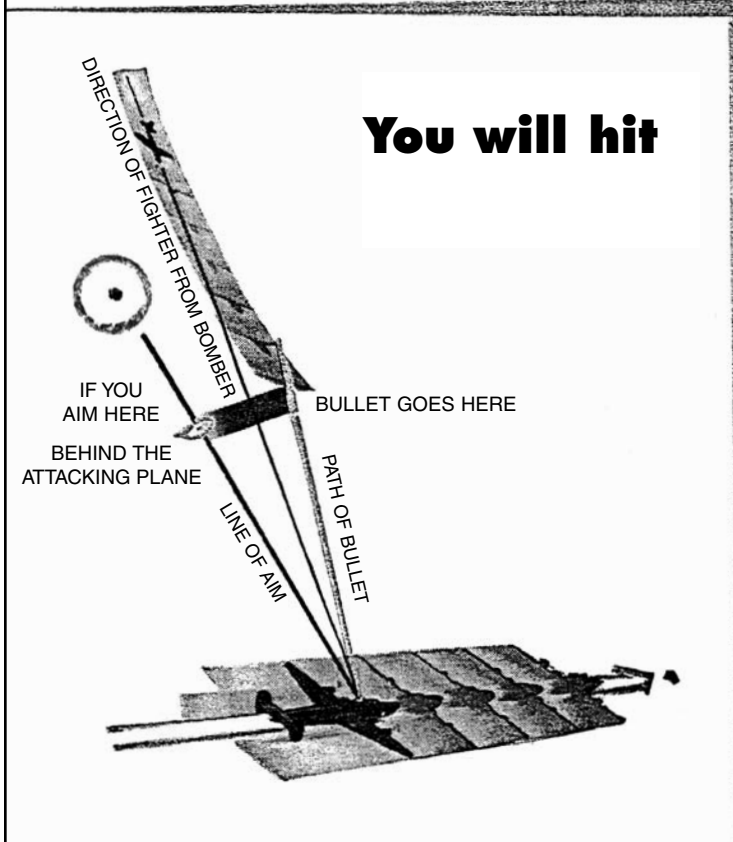 You will hit
DIRECTION OF FIGHTER FROM BOMBER
IF YOU
AIM HERE
BEHIND THE
ATTACKING PLANE
BULLET GOES HERE
LINE OF AIM
PATH OF BULLET